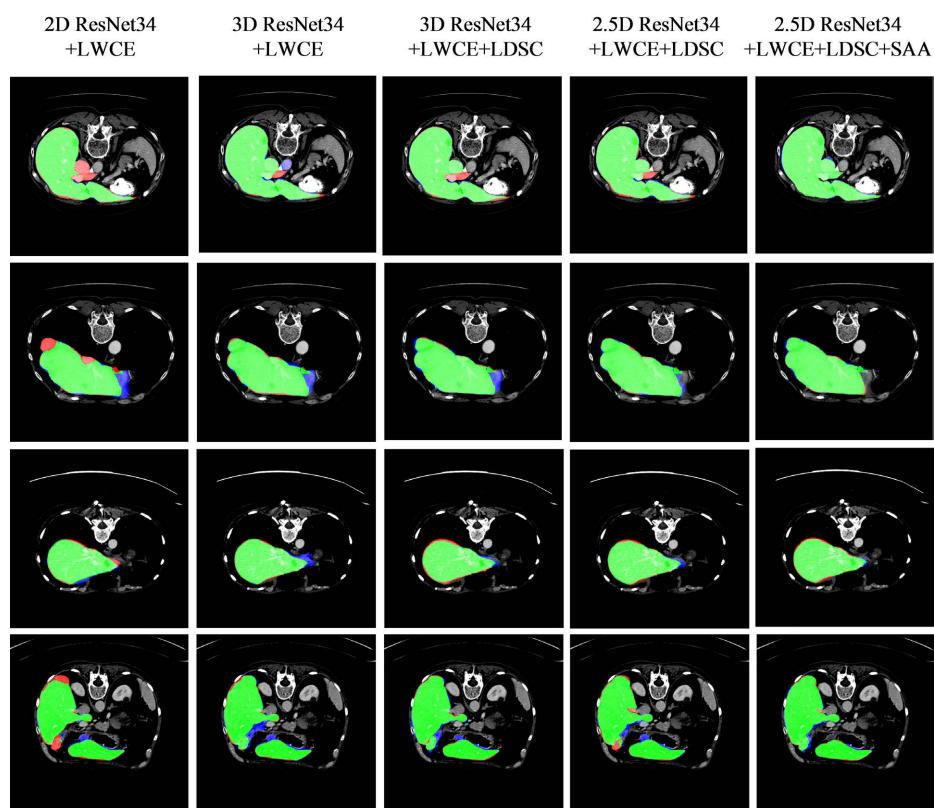 2D ResNet34
+LWCE
3D ResNet34
+LWCE
3D ResNet34
+LWCE+LDSC
2.5D ResNet34
+LWCE+LDSC
2.5D ResNet34
+LWCE+LDSC+SAA